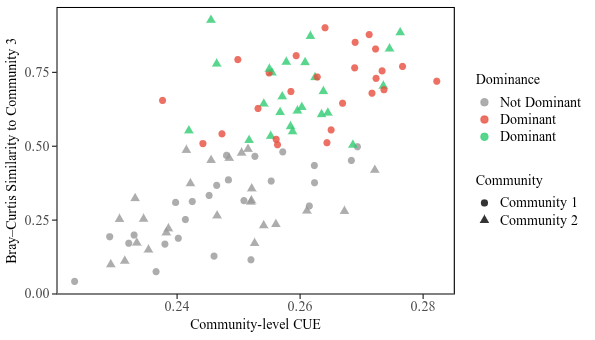 Bray–Curtis Similarity to Community 3
0.75
0.50
0.25
0.00
0.24
0.26
0.28
Community-level CUE
Dominance
Not Dominant
Dominant
Dominant
Community
Community 1
Community 2